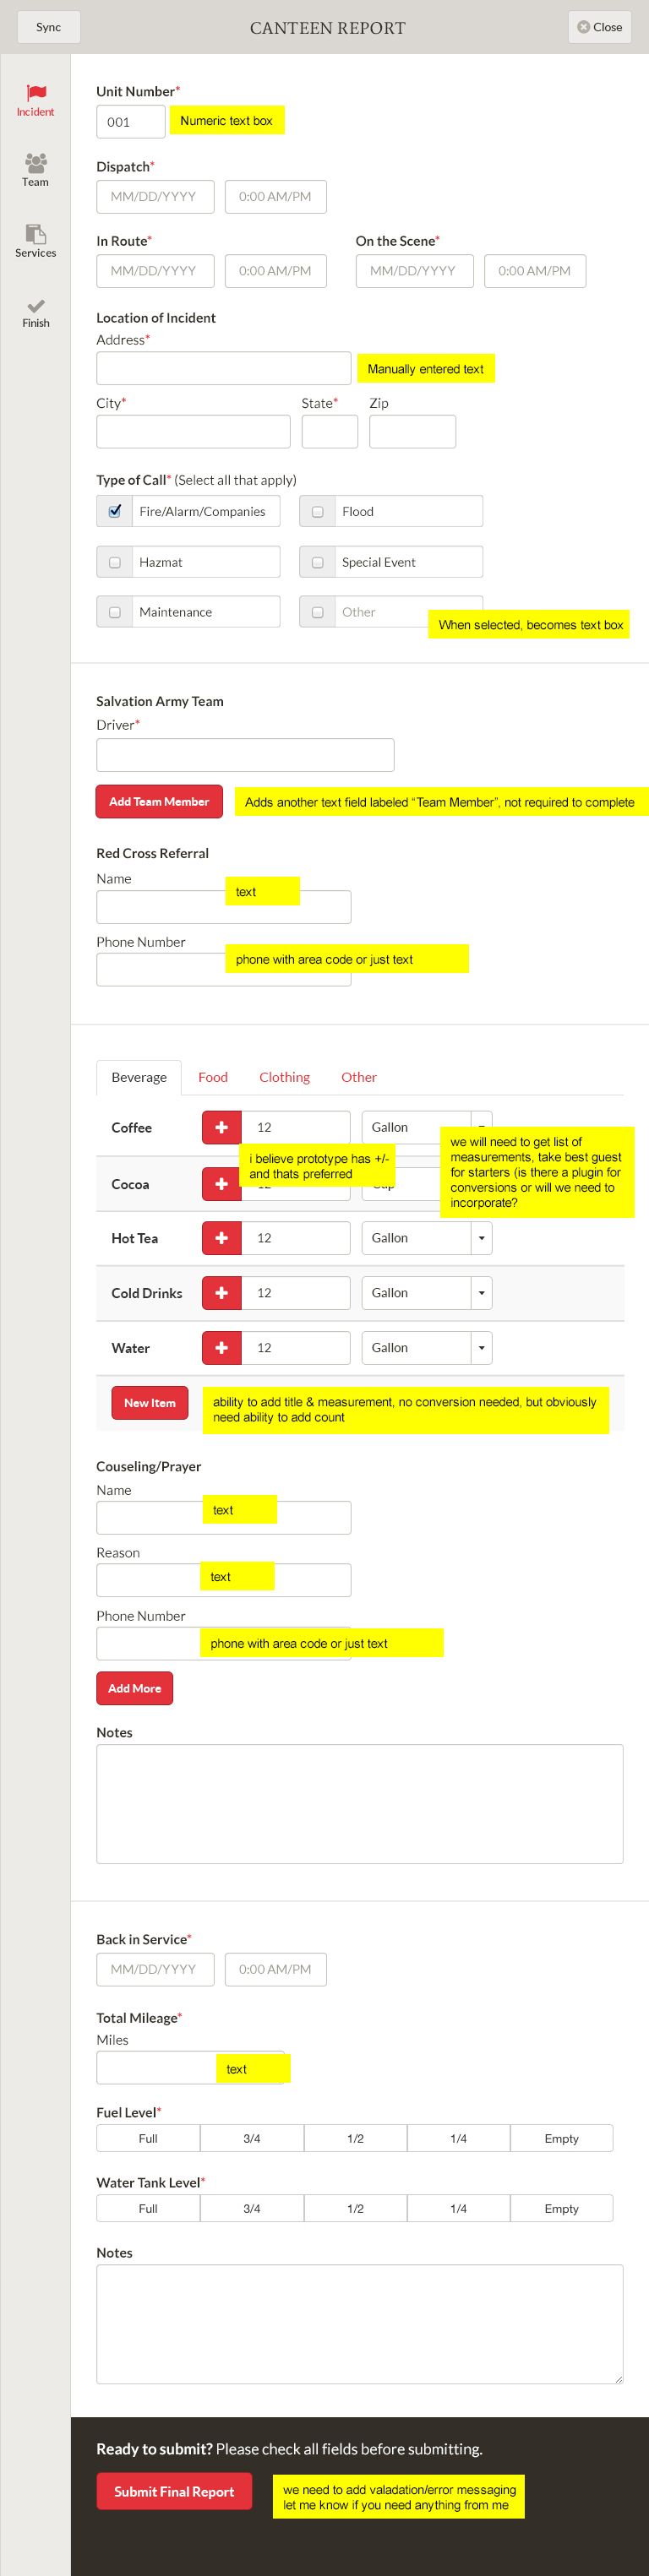 Sync
CANTEEN REPORT
Close
Incident
Team
Services
Finish
Unit Number*
001
Numeric text box
Dispatch*
MM/DD/YYYY 0:00 AM/PM
In Route* On the Scene*
MM/DD/YYYY 0:00 AM/PM MM/DD/YYYY 0:00 AM/PM
Location of Incident
Address*
Manually entered text
City* State* Zip
Type of Call* (Select all that apply)
Fire/Alarm/Companies Flood
Hazmat Special Event
Maintenance Other
When selected, becomes text box
Salvation Army Team
Driver*
Add Team Member
Adds another text field labeled “Team Member”, not required to complete
Red Cross Referral
Name
text
Phone Number
phone with area code or just text
Beverage Food Clothing Other
Coffee 12 Gallon
i believe prototype has +/-
and thats preferred
we will need to get list of
measurements, take best guest
for starters (is there a plugin for
conversions or will we need to
incorporate?
Cocoa
Hot Tea 12 Gallon
Cold Drinks 12 Gallon
Water 12 Gallon
New Item
ability to add title & measurement, no conversion needed, but obviously
need ability to add count
Couseling/Prayer
Name
text
Reason
text
Phone Number
phone with area code or just text
Add More
Notes
Back in Service*
MM/DD/YYYY 0:00 AM/PM
Total Mileage*
Miles
text
Fuel Level*
Full 3/4 1/2 1/4 Empty
Water Tank Level*
Full 3/4 1/2 1/4 Empty
Notes
Ready to submit? Please check all fields before submitting.
Submit Final Report
we need to add valadation/error messaging
let me know if you need anything from me